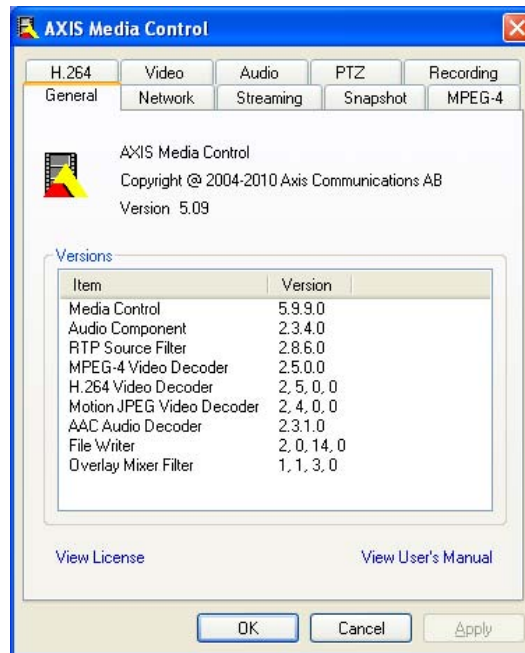 AXIS Media Control
H.264 Video Audio PTZ Recording
General Network Streaming Snapshot MPEG-4
AXIS Media Control
Copyright @ 2004-2010 Axis Communications AB
Version 5.09
Versions
Item Version
Media Control 5.9.9.0
Audio Component 2.3.4.0
RTP Source Filter 2.8.6.0
MPEG-4 Video Decoder 2.5.0.0
H.264 Video Decoder 2, 5, 0, 0
Motion JPEG Video Decoder 2, 4, 0, 0
AAC Audio Decoder 2.3.1.0
File Writer 2, 0, 14, 0
Overlay Mixer Filter 1, 1, 3, 0
View License View User's Manual
OK Cancel Apply